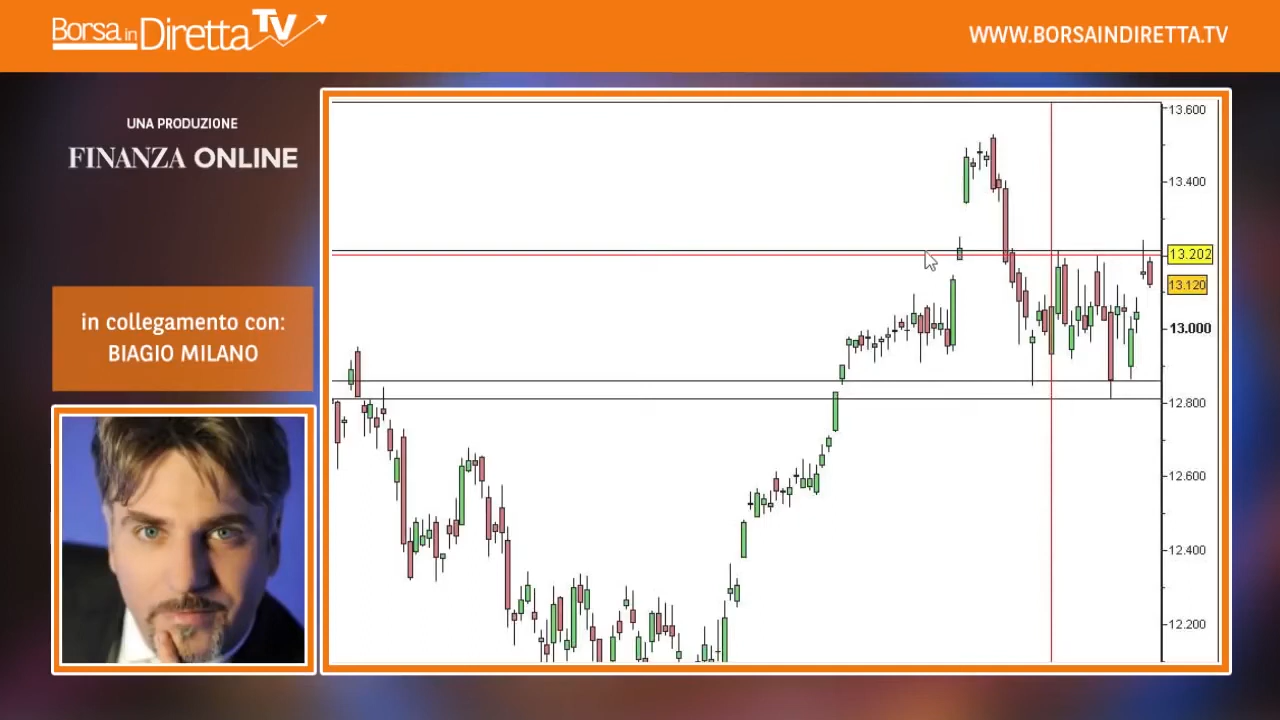 Borsa in Diretta TV
WWW.BORSAINDIRETTA.TV
UNA PRODUZIONE
FINANZA ONLINE
in collegamento con:
BIAGIO MILANO
13.600
13.400
13.202
13.120
13.000
12.800
12.600
12.400
12.200